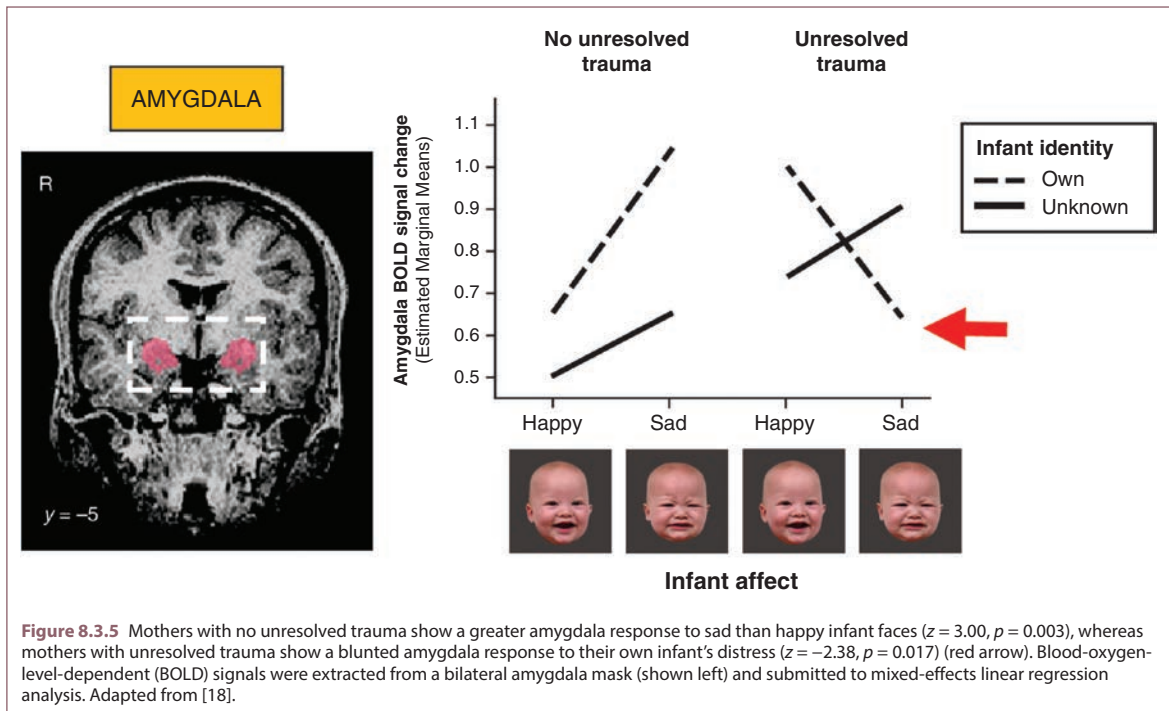 No unresolved
trauma
Unresolved
trauma
AMYGDALA
R
y = –5
Amygdala BOLD signal change
(Estimated Marginal Means)
1.1
1.0
0.9
0.8
0.7
0.6
0.5
Happy
Sad
Happy
Sad
Infant identity
Own
Unknown
Infant affect
Figure 8.3.5 Mothers with no unresolved trauma show a greater amygdala response to sad than happy infant faces (z = 3.00, p = 0.003), whereas
mothers with unresolved trauma show a blunted amygdala response to their own infant's distress (z = −2.38, p = 0.017) (red arrow). Blood-oxygen-
level-dependent (BOLD) signals were extracted from a bilateral amygdala mask (shown left) and submitted to mixed-effects linear regression
analysis. Adapted from [18].